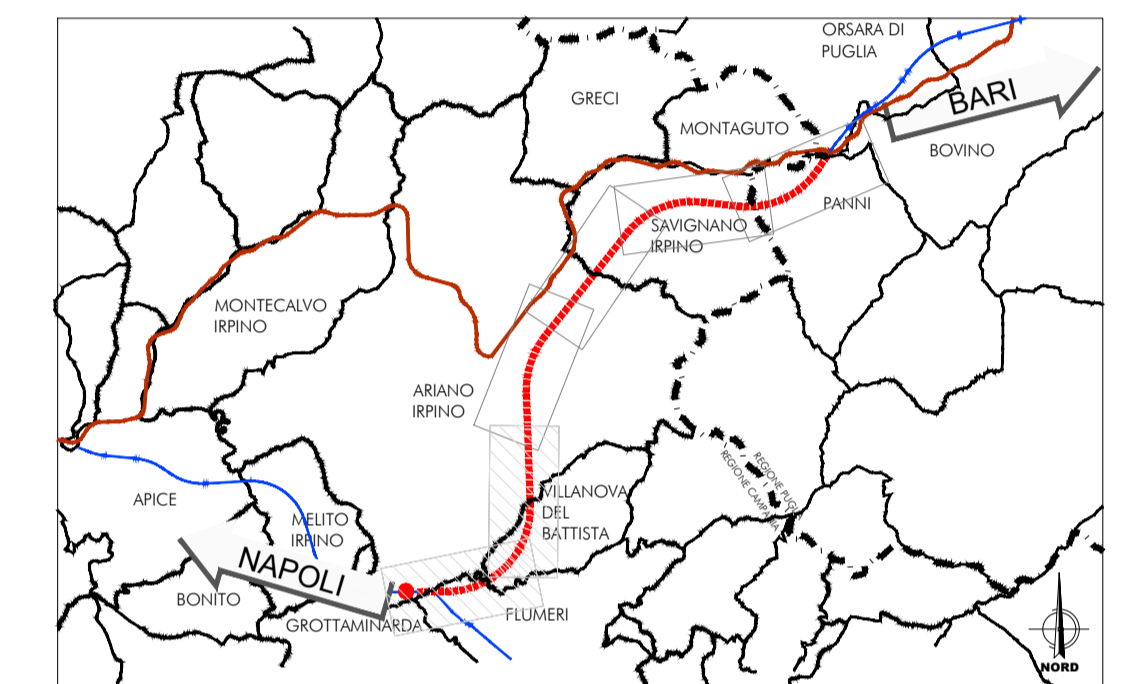 ORSARA DI
PUGLIA
GRECI
BARI
MONTAGUTO
BOVINO
PANNI
SAVIGNANO
IRPINO
MONTECALVO
IRPINO
ARIANO
IRPINO
REGIONE PUGLIA
REGIONE CAMPANIA
APICE
VILLANOVA
DEL
BATTISTA
MELITO
IRPINO
NAPOLI
BONITO
GROTTAMINARDA
FLUMERI
NORD